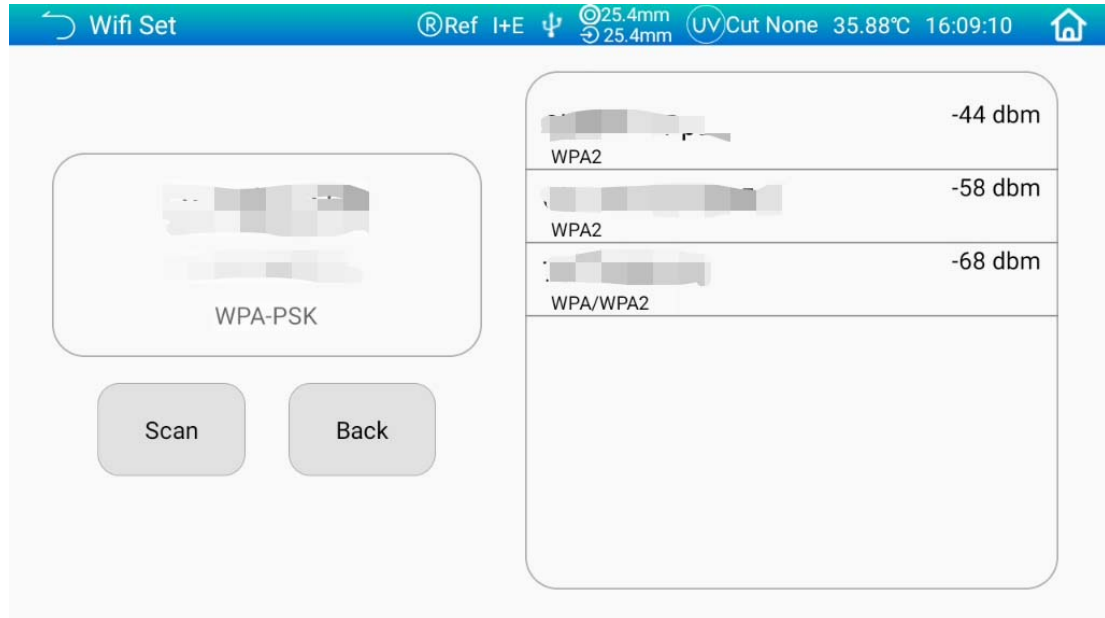 Wifi Set
®Ref I+E 25.4mm 25.4mm UV Cut None 35.88℃ 16:09:10
WPA-PSK
Scan
Back
-44 dbm
WPA2
-58 dbm
WPA2
-68 dbm
WPA/WPA2